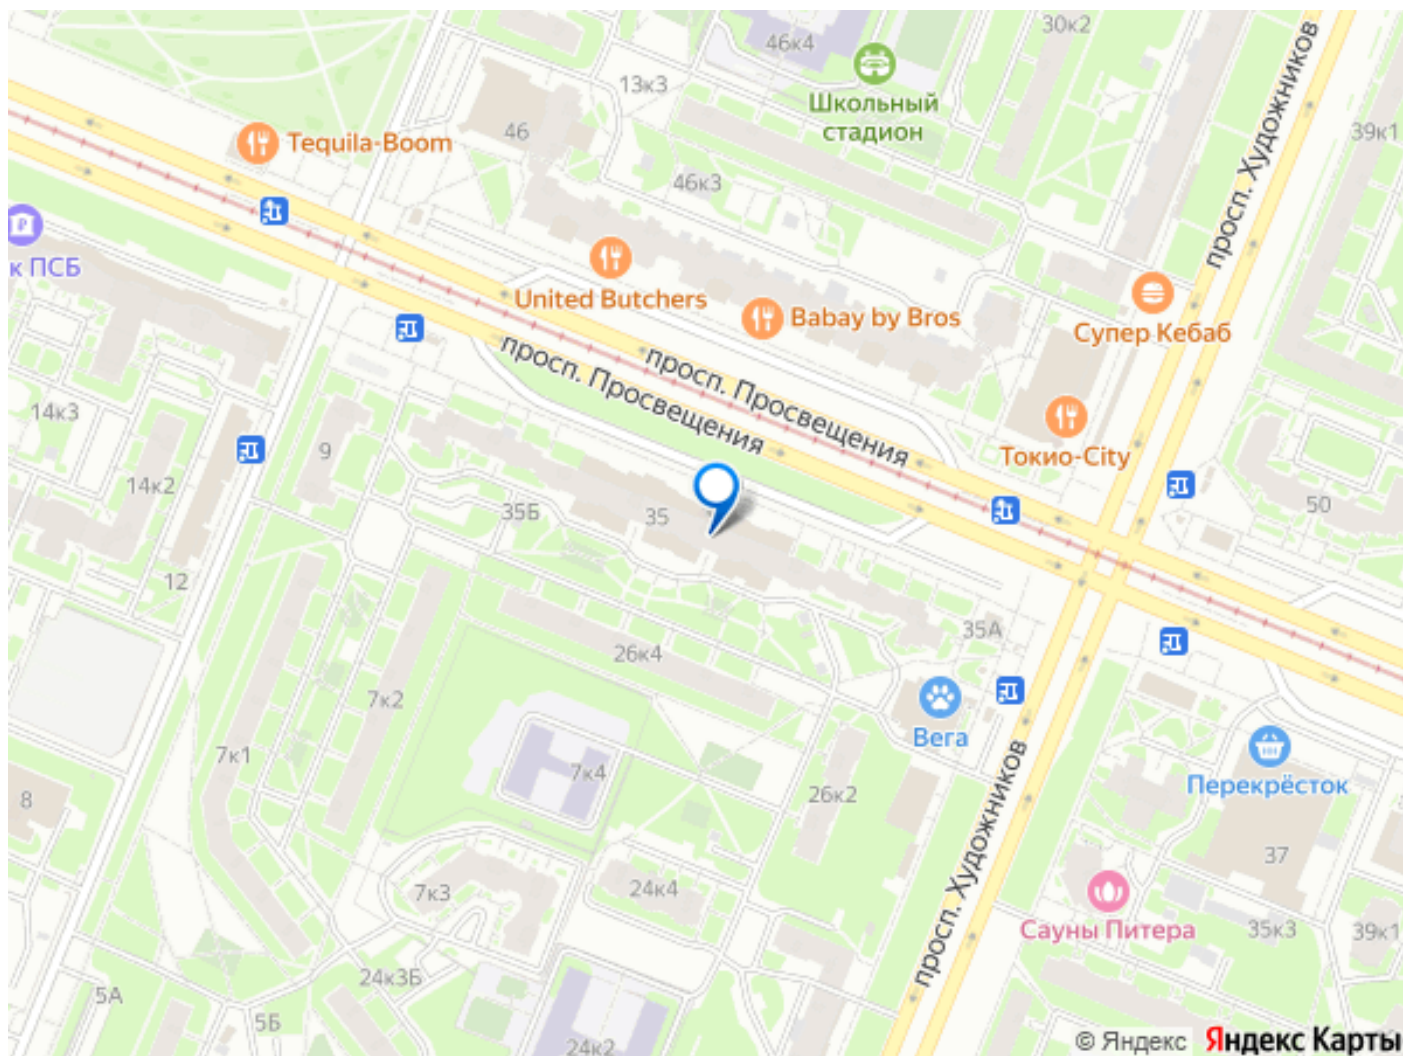 30к2
46к4
просп. Художников
13к3
Школьный
стадион
39к1
46
Tequila-Boom
46к3
к ПСБ
United Butchers
Babay by Bros
Супер Кебаб
просп. Просвещения
просп. Просвещения
14к3
9
Токио-City
14к2
35Б
35
50
12
35А
26к4
7к2
Вега
7к1
7к4
Перекрёсток
8
26к2
просп. Художников
37
7к3
24к4
Сауны Питера
35к3
39к1
24к3Б
5А
5Б
24к2
© Яндекс Яндекс Карты